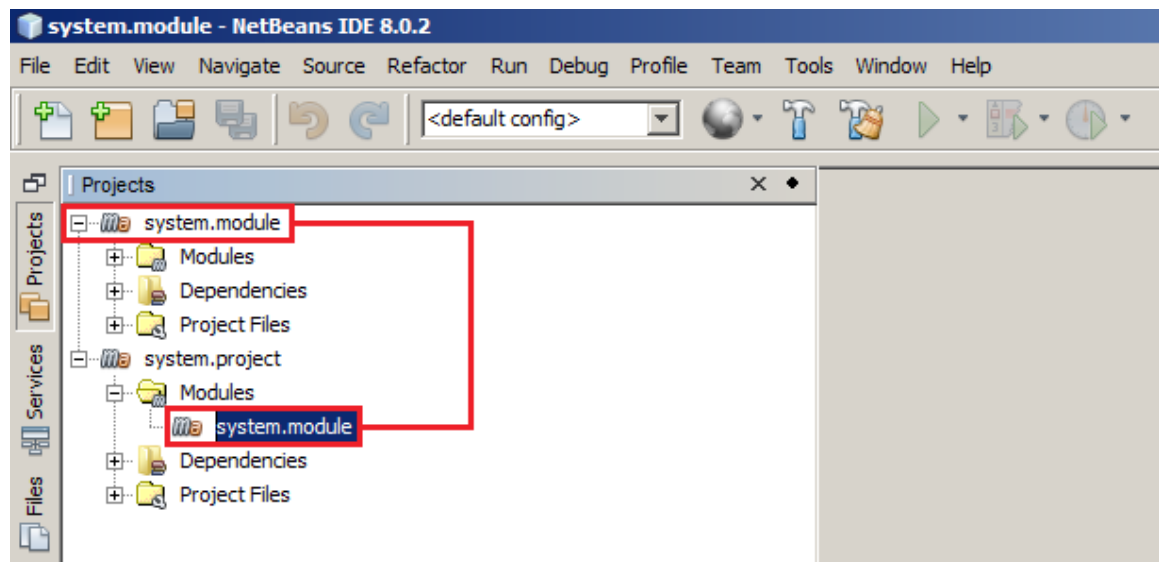 system.module - NetBeans IDE 8.0.2
File Edit View Navigate Source Refactor Run Debug Profile Team Tools Window Help
<default config>
Projects
system.module
Modules
Dependencies
Project Files
system.project
Modules
system.module
Dependencies
Project Files
Projects
Services
Files